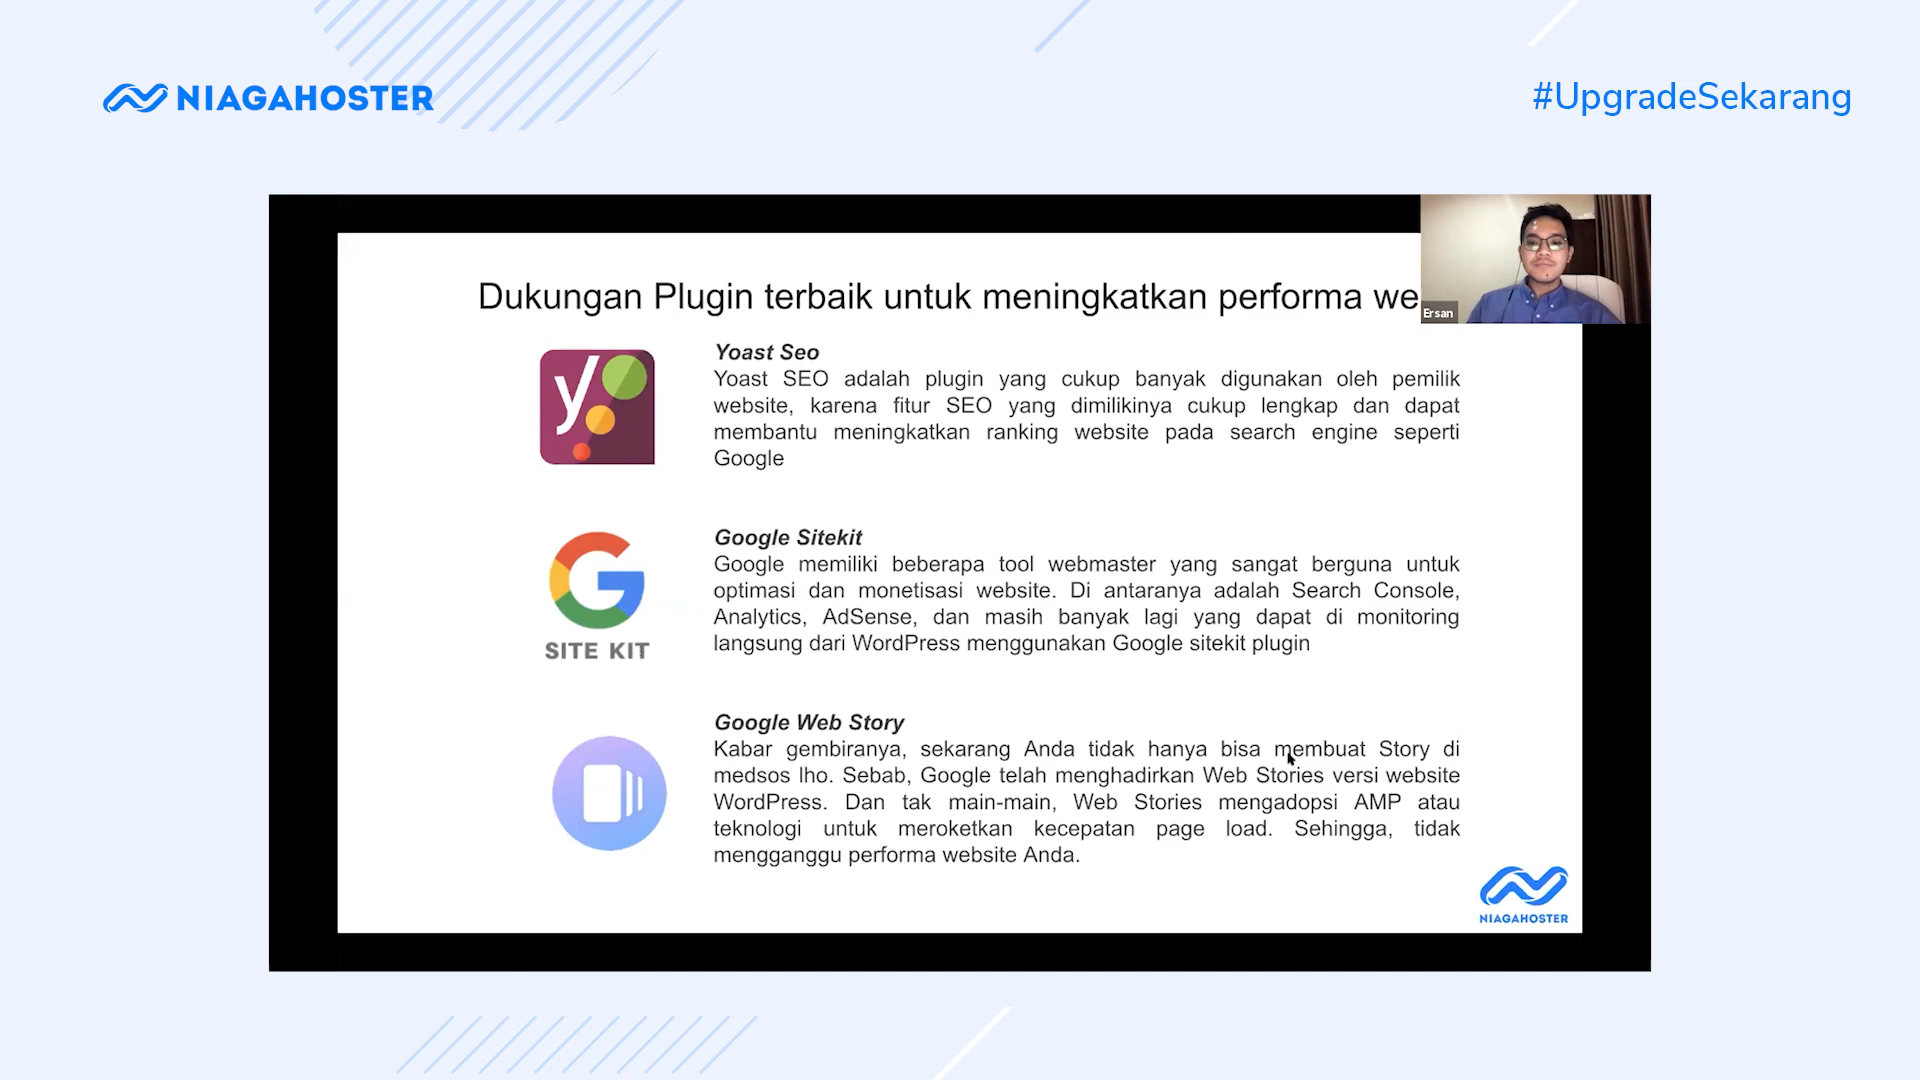 NIAGAHOSTER
#UpgradeSekarang
Dukungan Plugin terbaik untuk meningkatkan performa we
Ersan
Yoast Seo
Yoast SEO adalah plugin yang cukup banyak digunakan oleh pemilik
website, karena fitur SEO yang dimilikinya cukup lengkap dan dapat
membantu meningkatkan ranking website pada search engine seperti
Google
Google Sitekit
Google memiliki beberapa tool webmaster yang sangat berguna untuk
optimasi dan monetisasi website. Di antaranya adalah Search Console,
Analytics, AdSense, dan masih banyak lagi yang dapat di monitoring
langsung dari WordPress menggunakan Google sitekit plugin
SITE KIT
Google Web Story
Kabar gembiranya, sekarang Anda tidak hanya bisa membuat Story di
medsos lho. Sebab, Google telah menghadirkan Web Stories versi website
WordPress. Dan tak main-main, Web Stories mengadopsi AMP atau
teknologi untuk meroketkan kecepatan page load. Sehingga, tidak
mengganggu performa website Anda.
NIAGAHOSTER